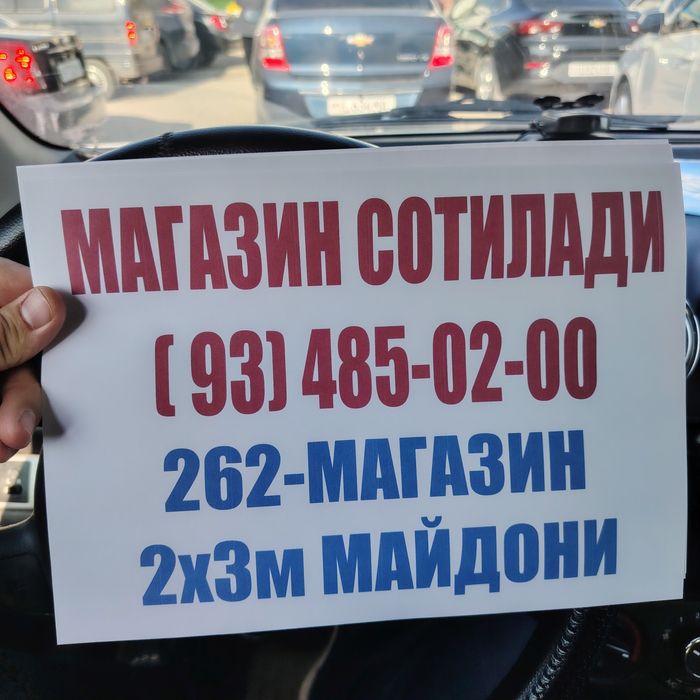 МАГАЗИН СОТИЛАДИ
( 93) 485-02-00
262-МАГАЗИН
2х3м МАЙДОНИ